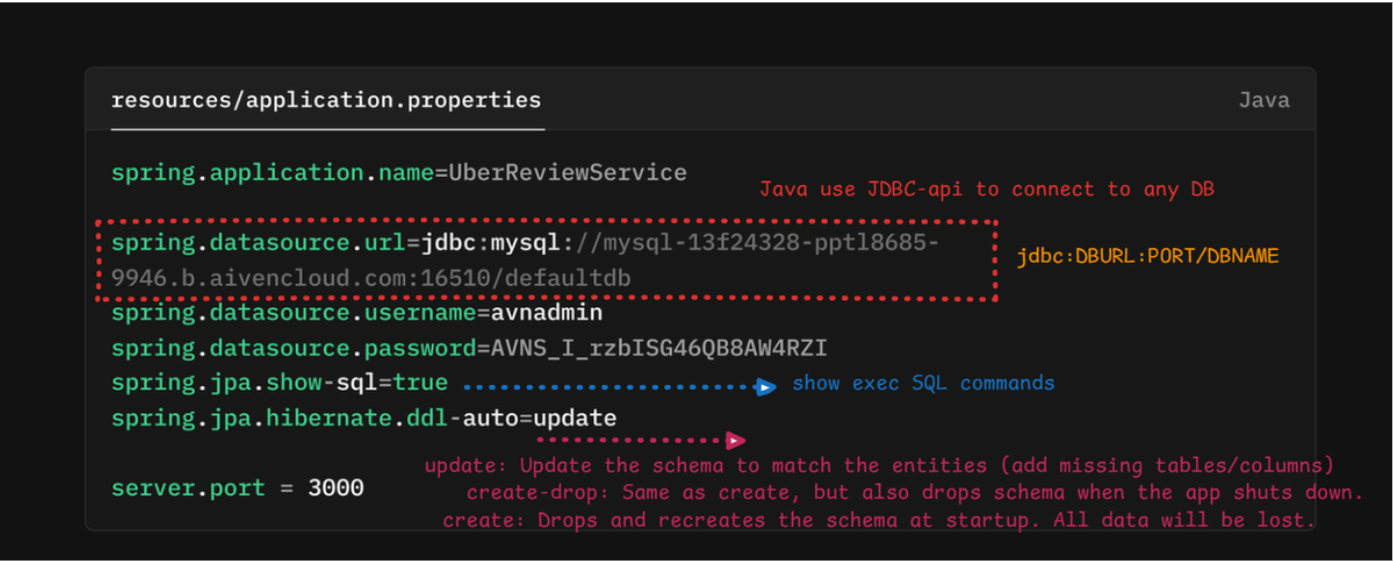 resources/application.properties
Java
spring.application.name=UberReviewService
Java use JDBC-api to connect to any DB
spring.datasource.url=jdbc:mysql://mysql-13f24328-pptl8685-
9946.b.aivencloud.com:16510/defaultdb
jdbc:DBURL:PORT/DBNAME
spring.datasource.username=avnadmin
spring.datasource.password=AVNS_I_rzbISG46QB8AW4RZI
spring.jpa.show-sql=true
show exec SQL commands
spring.jpa.hibernate.ddl-auto=update
update: Update the schema to match the entities (add missing tables/columns)
server.port = 3000
create-drop: Same as create, but also drops schema when the app shuts down.
create: Drops and recreates the schema at startup. All data will be lost.